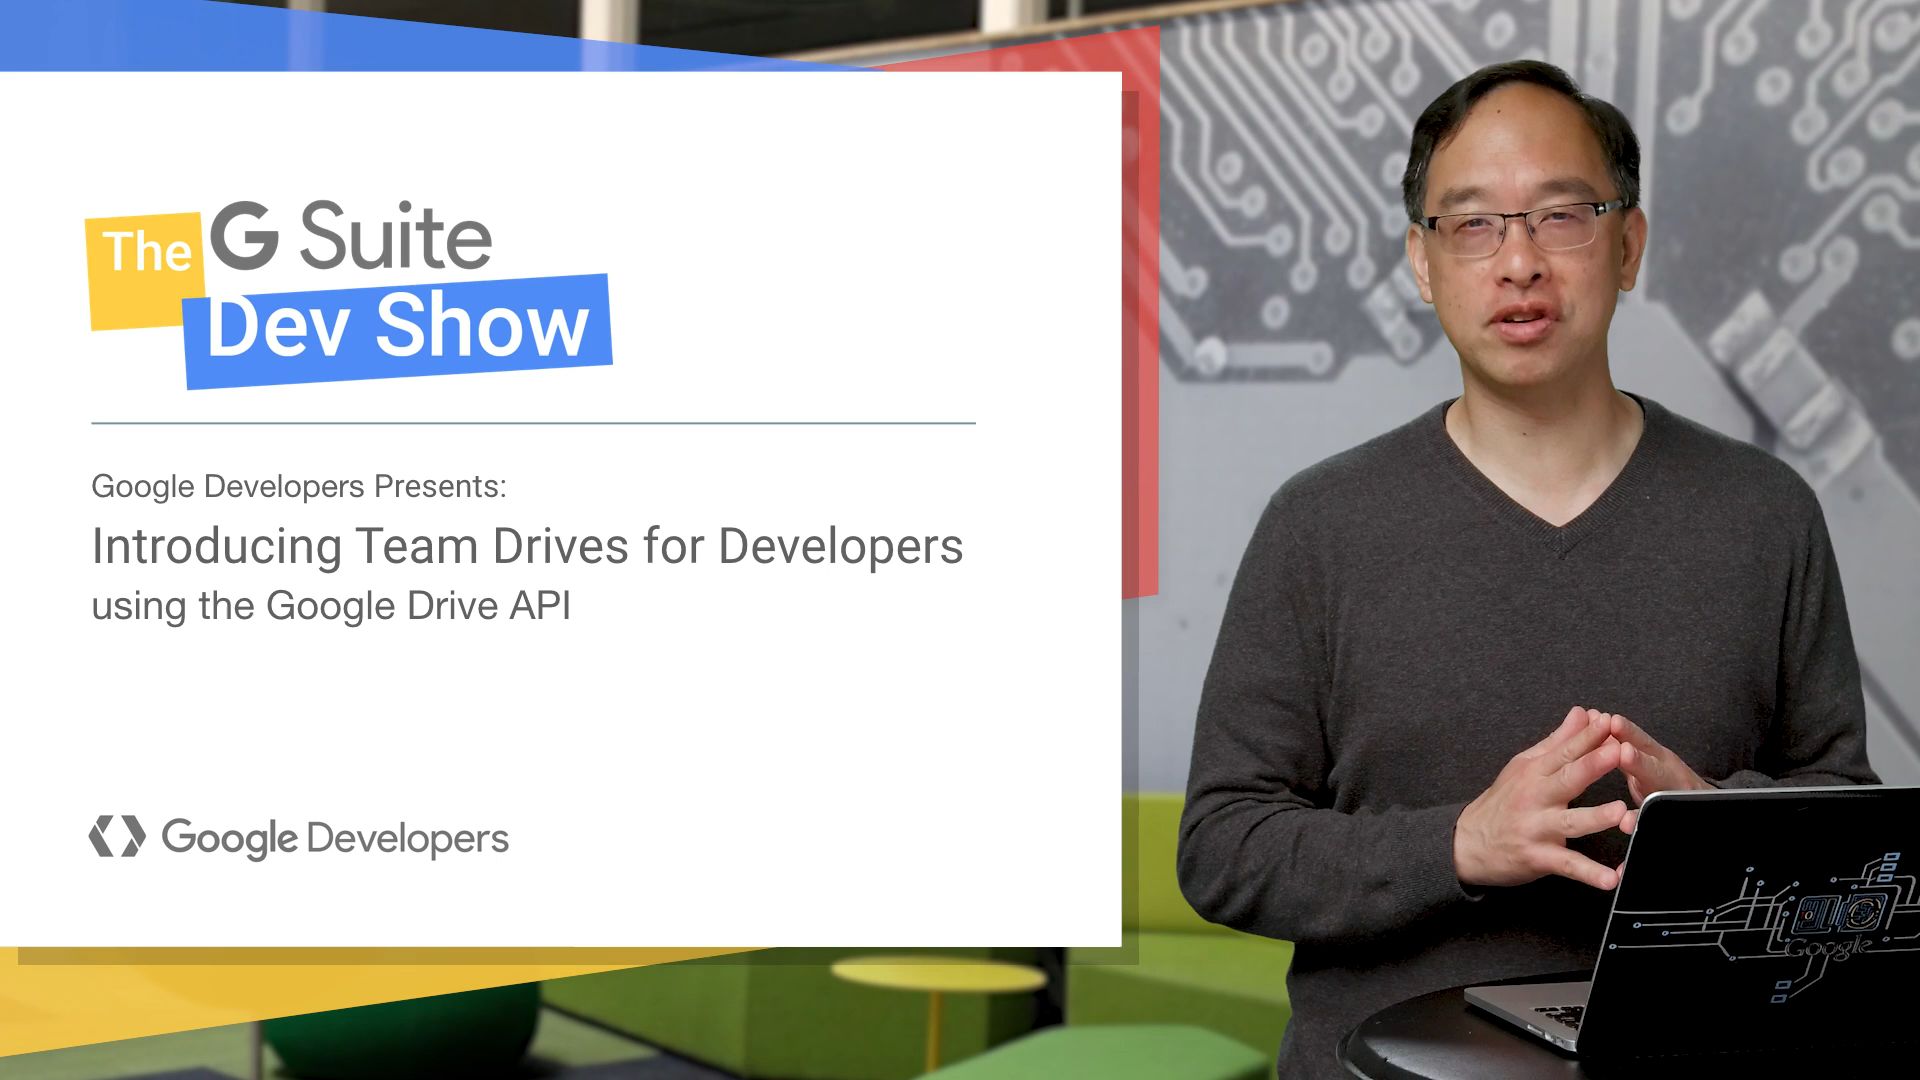 The G Suite
Dev Show
Google Developers Presents:
Introducing Team Drives for Developers
using the Google Drive API
Google Developers
Google